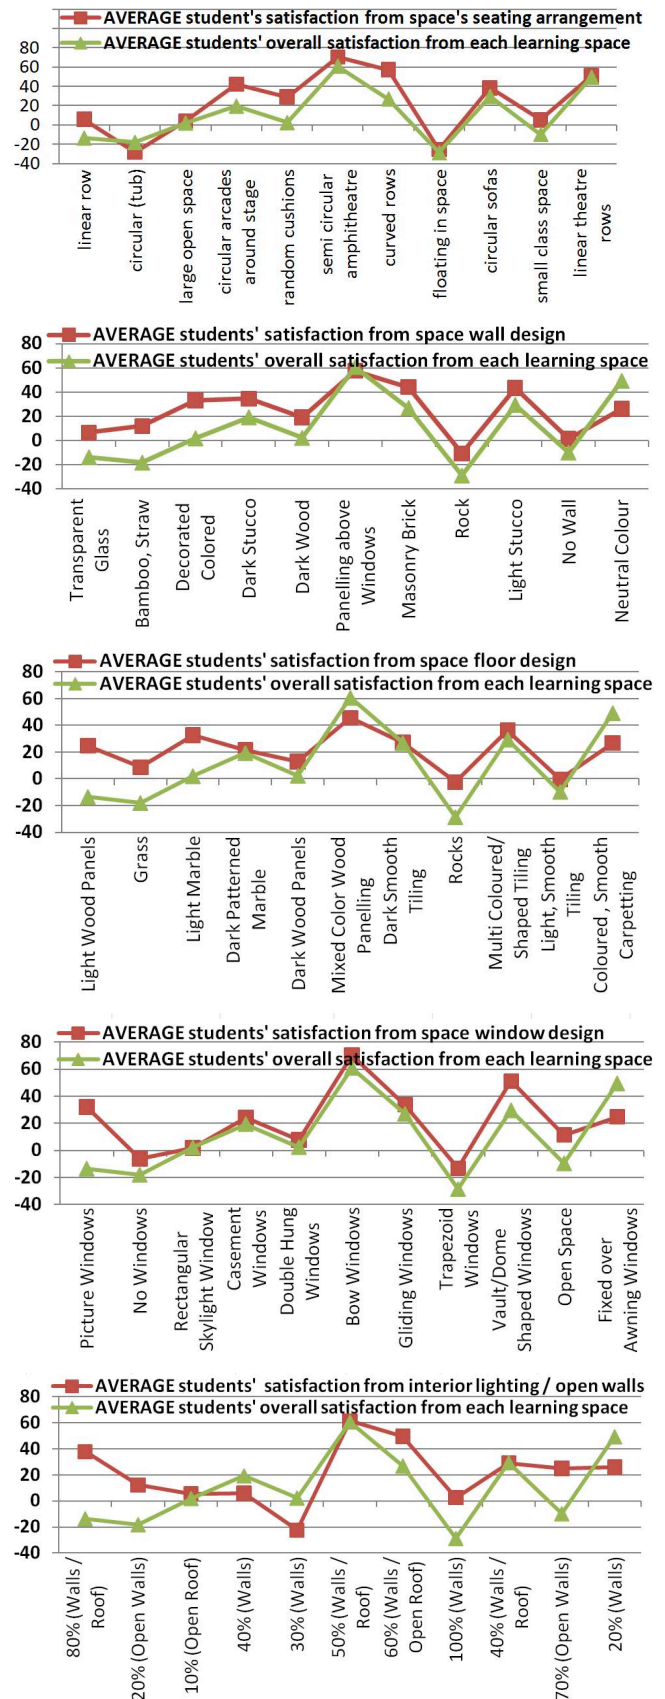 AVERAGE student's satisfaction from space's seating arrangement
AVERAGE students' overall satisfaction from each learning space
80
60
40
20
0
-20
-40
linear row
circular (tub)
large open space
circular arcades
around stage
random cushions
semi circular
amphitheatre
curved rows
floating in space
circular sofas
small class space
linear theatre
rows
80
AVERAGE students' satisfaction from space wall design
60
AVERAGE students' overall satisfaction from each learning space
40
20
0
-20
-40
Transparent
Glass
Bamboo, Straw
Decorated
Colored
Dark Stucco
Dark Wood
Panelling above
Windows
Masonry Brick
Rock
Light Stucco
No Wall
Neutral Colour
AVERAGE students' satisfaction from space floor design
80
AVERAGE students' overall satisfaction from each learning space
60
40
20
0
-20
-40
Light Wood Panels
Grass
Light Marble
Dark Patterned
Marble
Dark Wood Panels
Mixed Color Wood
Panelling
Dark Smooth
Tiling
Rocks
Multi Coloured/
Shaped Tiling
Light, Smooth
Tiling
Coloured , Smooth
Carpetting
AVERAGE students' satisfaction from space window design
80
AVERAGE students' overall satisfaction from each learning space
60
40
20
0
-20
-40
Picture Windows
No Windows
Rectangular
Skylight Window
Casement
Windows
Double Hung
Windows
Bow Windows
Gliding Windows
Trapezoid
Windows
Vault/Dome
Shaped Windows
Open Space
Fixed over
Awning Windows
AVERAGE students'  satisfaction from interior lighting / open walls
80
AVERAGE students' overall satisfaction from each learning space
60
40
20
0
-20
-40
80% (Walls /
Roof)
20% (Open Walls)
10% (Open Roof)
40% (Walls)
30% (Walls)
50% (Walls /
Roof)
60% (Walls /
Open Roof)
100% (Walls)
40% (Walls /
Roof)
70% (Open Walls)
20% (Walls)